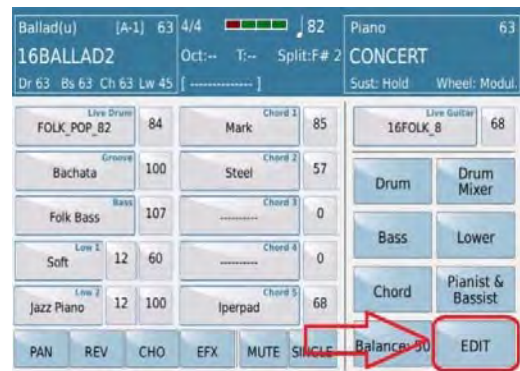 Ballad(u) [A-1] 63 4/4 82 Piano 63
16BALLAD2 Oct:-- T:-- Split:F# 2 CONCERT
Dr 63 Bs 63 Ch 63 Lw 45 [ ------------- ] Sust: Hold Wheel: Modul.
Live Drum Chord 1 Live Guitar
FOLK_POP_82 84 Mark 85 16FOLK_8 68
Groove Chord 2
Bachata 100 Steel 57 Drum Drum Mixer
Bass Chord 3
Folk Bass 107 ---------- 0
Low 1 Chord 4 Bass Lower
Soft 12 60 ---------- 0
Low 2 Chord 5 Chord Pianist & Bassist
Jazz Piano 12 100 Iperpad 68
PAN REV CHO EFX MUTE SINGLE Balance: 50 EDIT